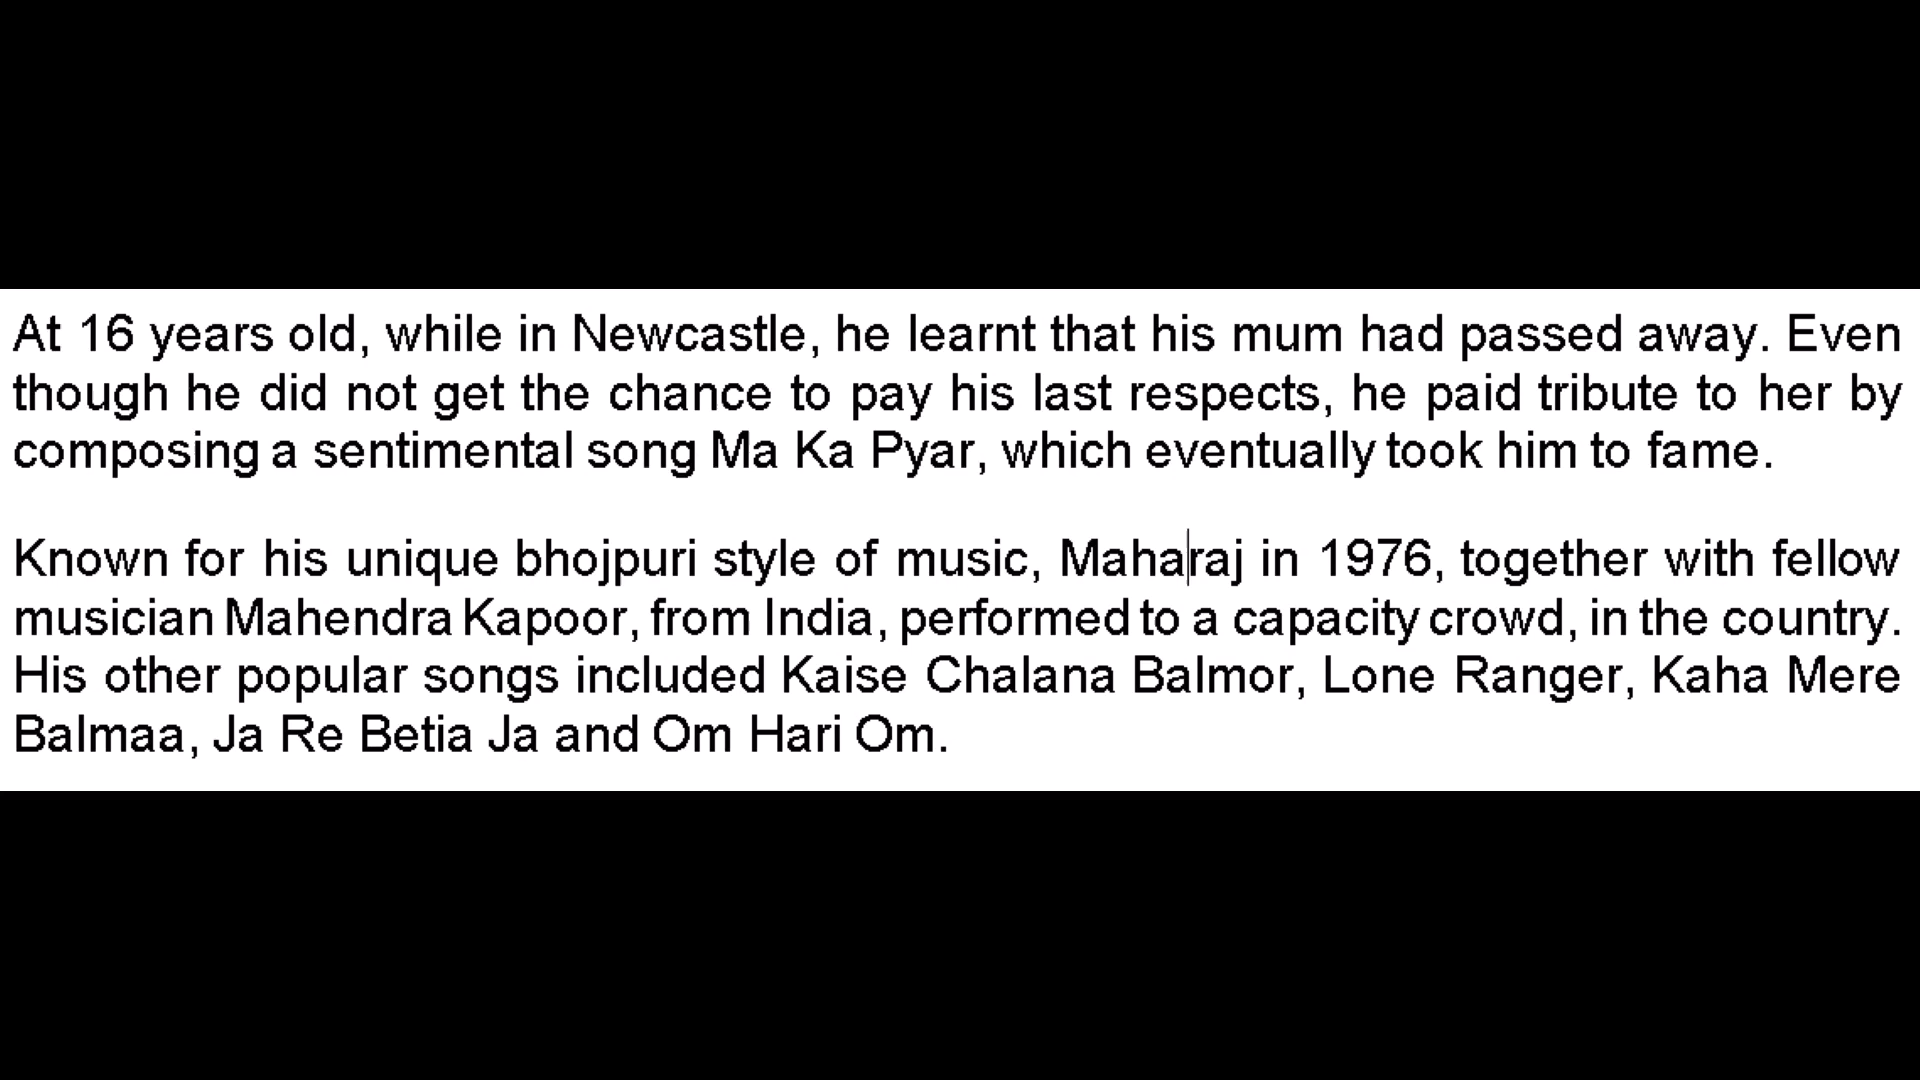 At 16 years old, while in Newcastle, he learnt that his mum had passed away. Even
though he did not get the chance to pay his last respects, he paid tribute to her by
composing a sentimental song Ma Ka Pyar, which eventually took him to fame.
Known for his unique bhojpuri style of music, Maharaj in 1976, together with fellow
musician Mahendra Kapoor, from India, performed to a capacity crowd, in the country.
His other popular songs included Kaise Chalana Balmor, Lone Ranger, Kaha Mere
Balmaa, Ja Re Betia Ja and Om Hari Om.